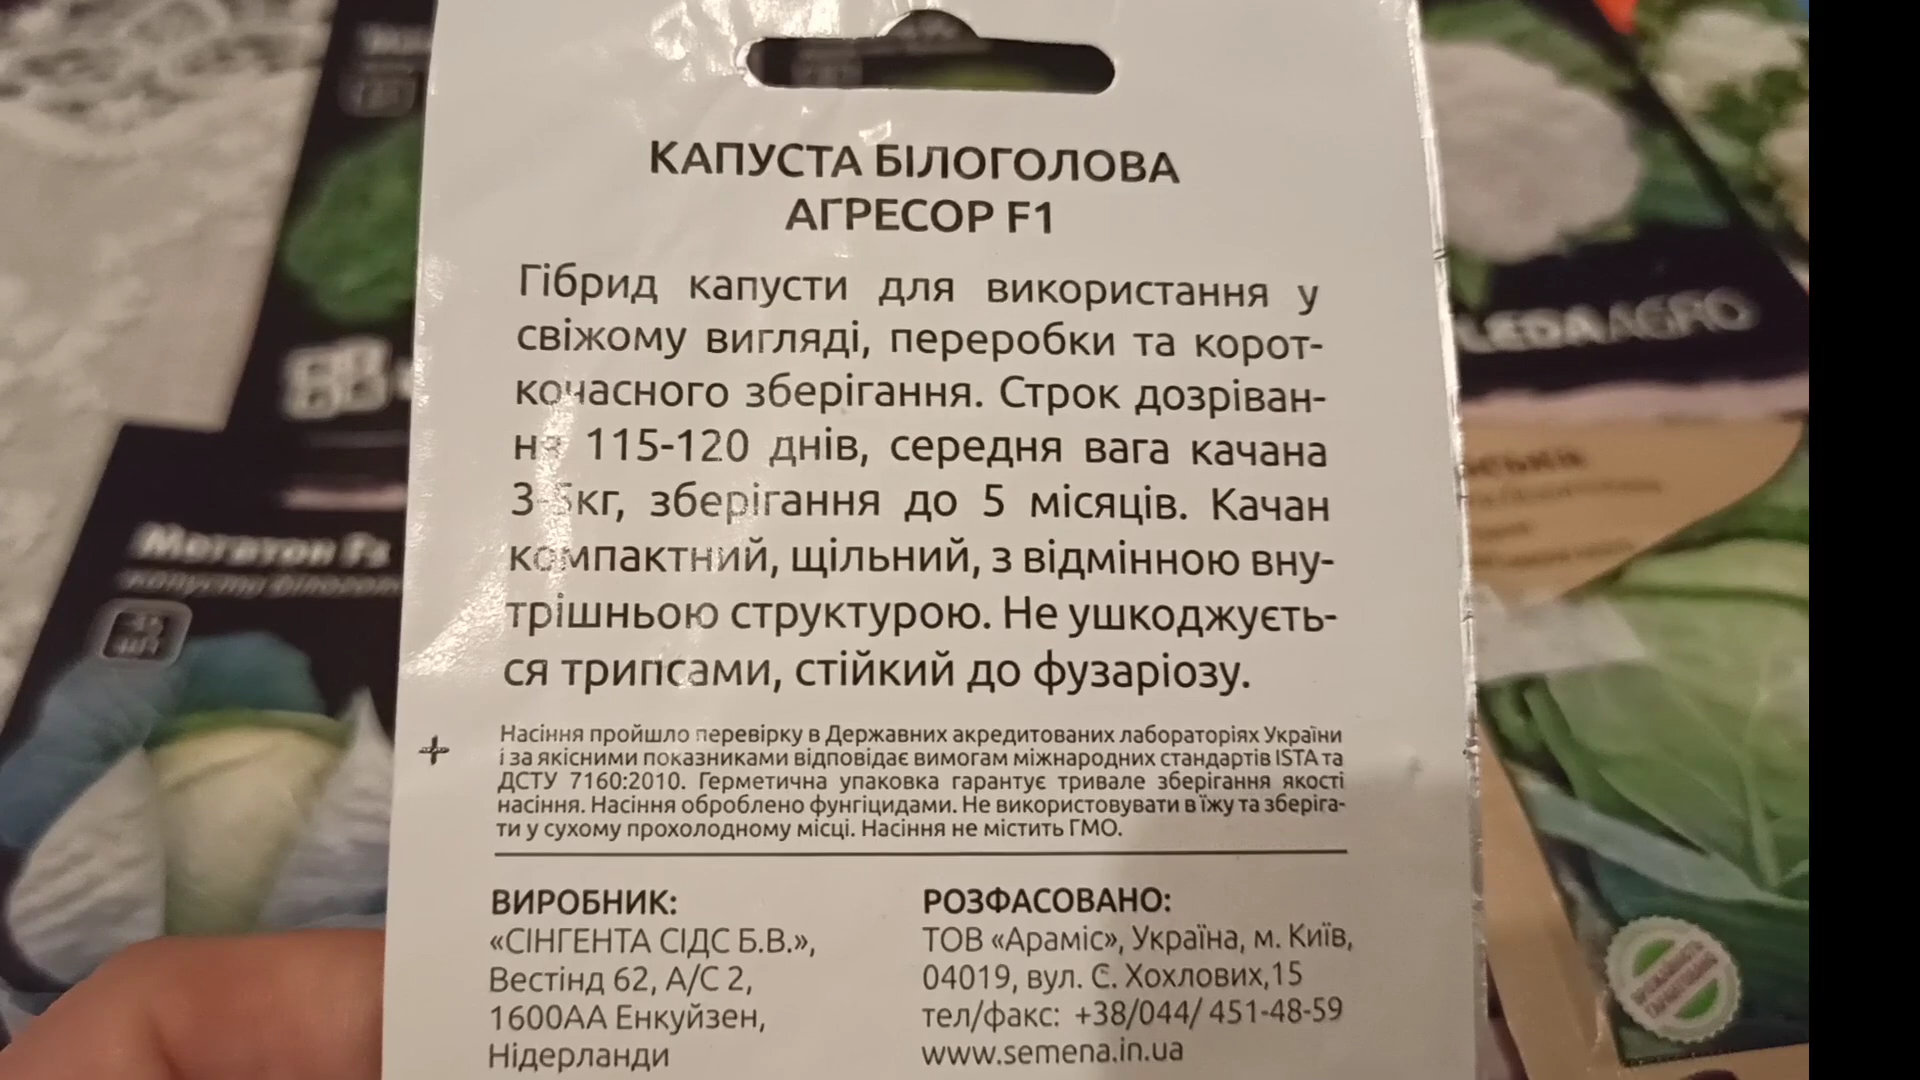 КАПУСТА БІЛОГОЛОВА
АҐРЕСОР F1
Гібрид капусти для використання у
свіжому вигляді, переробки та корот-
кочасного зберігання. Строк дозріван-
ня 115-120 днів, середня вага качана
3-5кг, зберігання до 5 місяців. Качан
компактний, щільний, з відмінною вну-
трішньою структурою. Не ушкоджуєть-
ся трипсами, стійкий до фузаріозу.
Насіння пройшло перевірку в Державних акредитованих лабораторіях України
і за якісними показниками відповідає вимогам міжнародних стандартів ISTA та
ДСТУ 7160:2010. Герметична упаковка гарантує тривале зберігання якості
насіння. Насіння оброблено фунгіцидами. Не використовувати в їжу та зберіга-
ти у сухому прохолодному місці. Насіння не містить ГМО.
ВИРОБНИК:
«СІНГЕНТА СІДС Б.В.»,
Вестінд 62, А/С 2,
1600АА Енкуйзен,
Нідерланди
РОЗФАСОВАНО:
ТОВ «Араміс», Україна, м. Київ,
04019, вул. Є. Хохлових,15
тел/факс: +38/044/ 451-48-59
www.semena.in.ua
LEDAAGRO
Мегатон F1
капуста білоголо